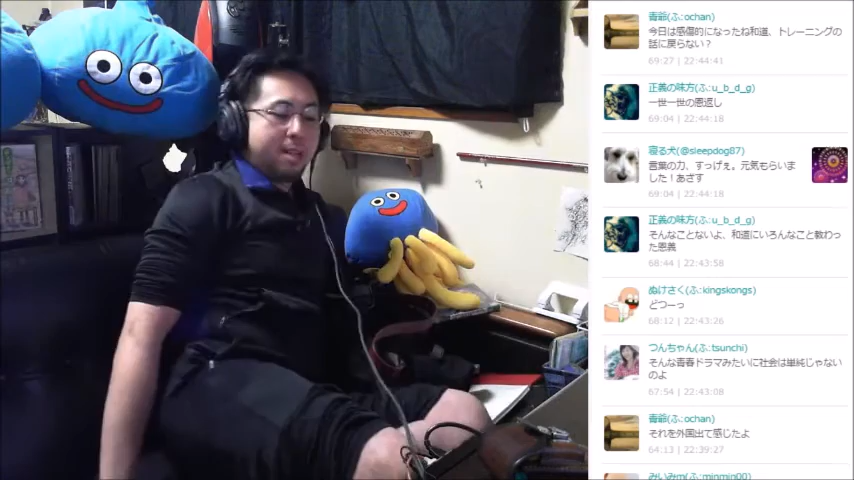 青爺(ふ:ochan)
今日は感傷的になったね和道、トレーニングの
話に戻らない?
69:27 | 22:44:41
正義の味方(ふ:u_b_d_g)
一世一世の恩返し
69:04 | 22:44:18
寝る犬(@sleepdog87)
言葉の力、すっげぇ。元気もらいま
した!あざす
69:04 | 22:44:18
正義の味方(ふ:u_b_d_g)
そんなことないよ、和道にいろんなこと教わっ
た恩義
68:44 | 22:43:58
ぬけさく(ふ:kingskongs)
どつーっ
68:12 | 22:43:26
つんちゃん(ふ:tsunchi)
そんな青春ドラマみたいに社会は単純じゃない
のよ
67:54 | 22:43:08
青爺(ふ:ochan)
それを外国出て感じたよ
64:13 | 22:39:27
みいみm(ふ:minmin00)